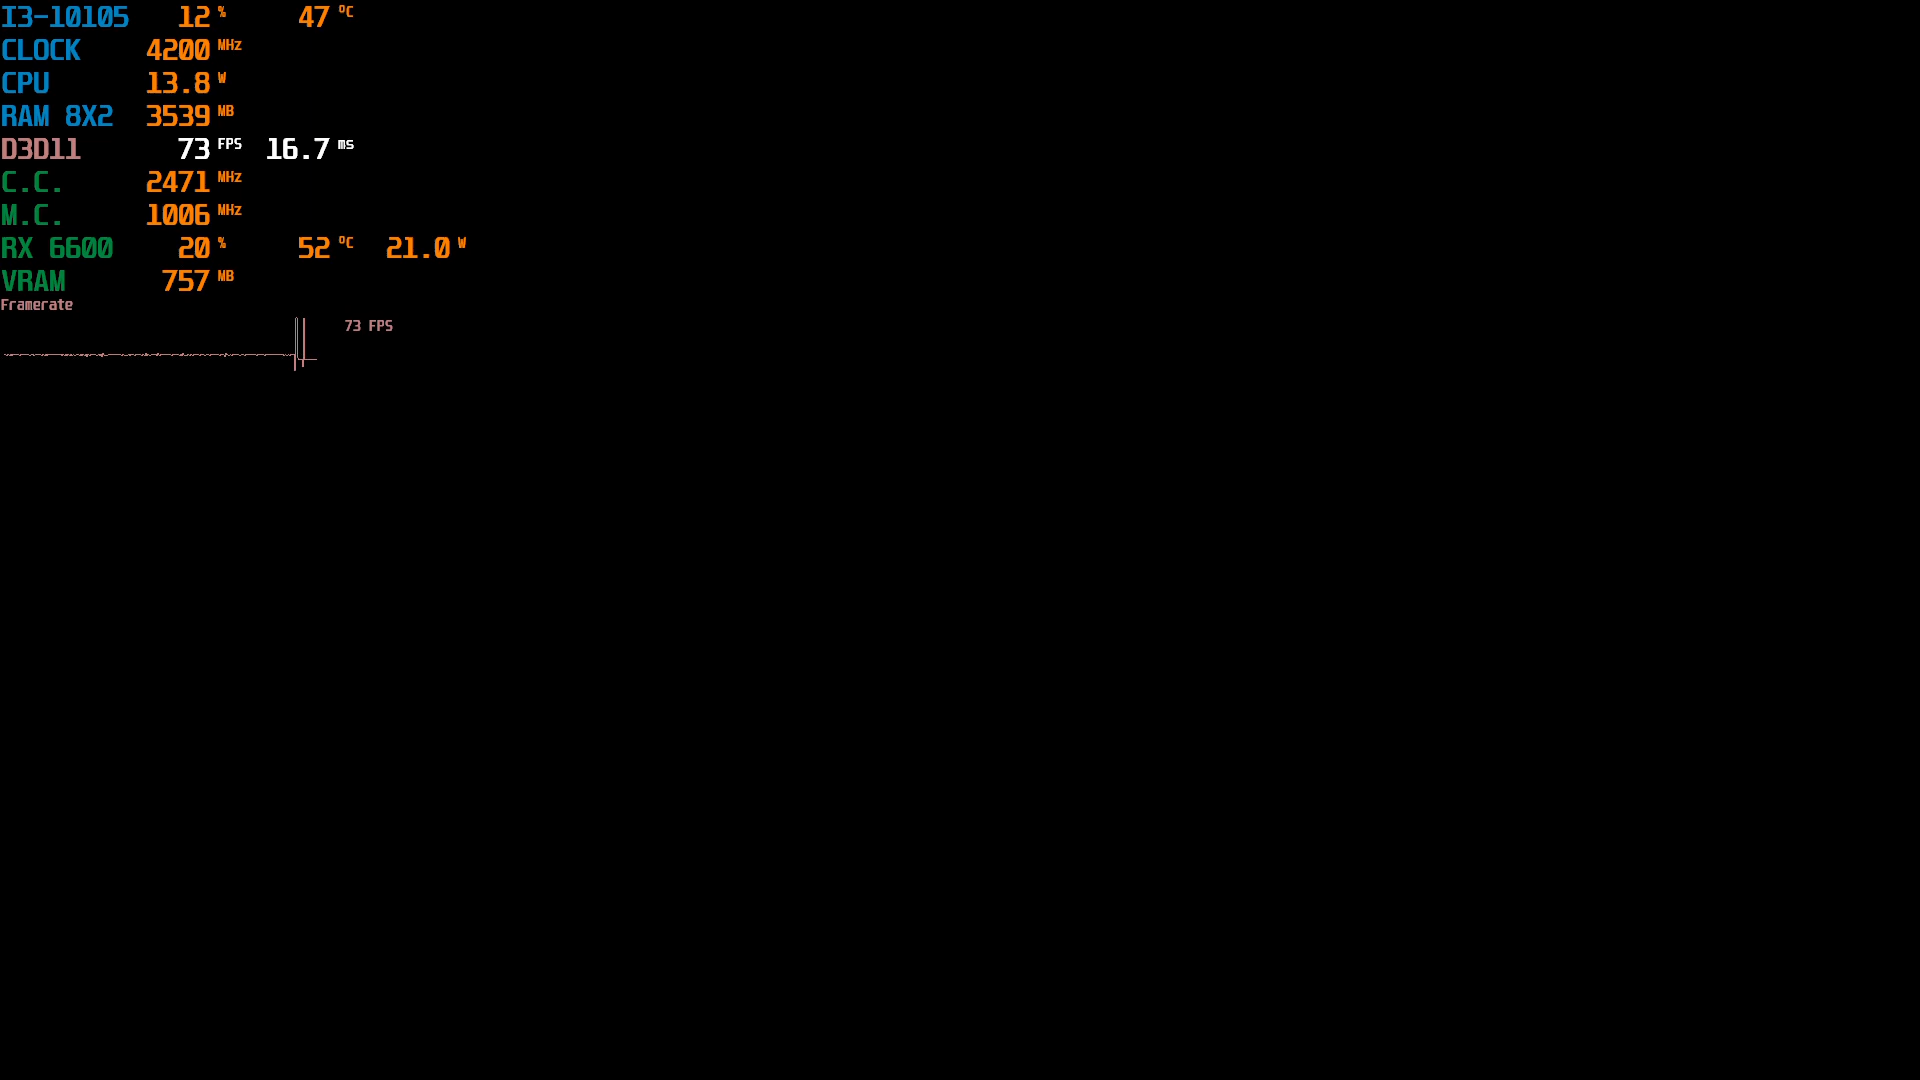 I3-10105 12 % 47 °C
CLOCK 4200 MHz
CPU 13.8 W
RAM 8X2 3539 MB
D3D11 73 FPS 16.7 ms
C.C. 2471 MHz
M.C. 1006 MHz
RX 6600 20 % 52 °C 21.0 W
VRAM 757 MB
Framerate
73 FPS